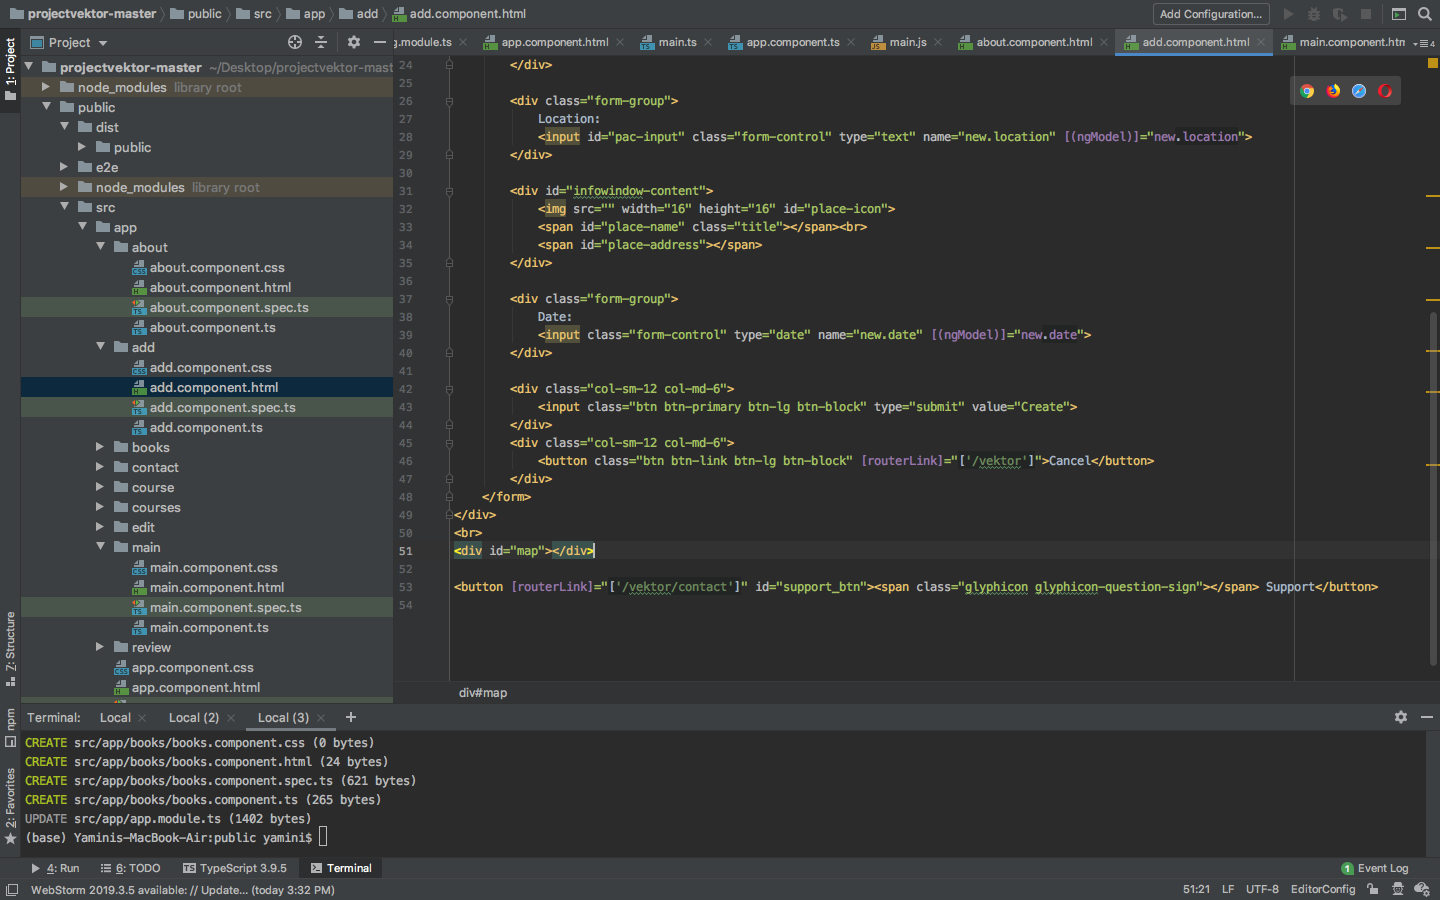 projectvektor-master public src app add add.component.html Add Configuration...
1: Project
Project
g.module.ts app.component.html main.ts app.component.ts main.js about.component.html add.component.html main.component.htm 4
projectvektor-master ~/Desktop/projectvektor-mast
node_modules library root
public
dist
public
e2e
node_modules library root
src
app
about
about.component.css
about.component.html
about.component.spec.ts
about.component.ts
add
add.component.css
add.component.html
add.component.spec.ts
add.component.ts
books
contact
course
courses
edit
main
main.component.css
main.component.html
main.component.spec.ts
main.component.ts
review
app.component.css
app.component.html
24 </div>
25
26 <div class="form-group">
27 Location:
28 <input id="pac-input" class="form-control" type="text" name="new.location" [(ngModel)]="new.location">
29 </div>
30
31 <div id="infowindow-content">
32 <img src="" width="16" height="16" id="place-icon">
33 <span id="place-name" class="title"></span><br>
34 <span id="place-address"></span>
35 </div>
36
37 <div class="form-group">
38 Date:
39 <input class="form-control" type="date" name="new.date" [(ngModel)]="new.date">
40 </div>
41
42 <div class="col-sm-12 col-md-6">
43 <input class="btn btn-primary btn-lg btn-block" type="submit" value="Create">
44 </div>
45 <div class="col-sm-12 col-md-6">
46 <button class="btn btn-link btn-lg btn-block" [routerLink]="['/vektor']">Cancel</button>
47 </div>
48 </form>
49 </div>
50 <br>
51 <div id="map"></div>
52
53 <button [routerLink]="['/vektor/contact']" id="support_btn"><span class="glyphicon glyphicon-question-sign"></span> Support</button>
54
div#map
7: Structure
npm
2: Favorites
Terminal: Local Local (2) Local (3)
CREATE src/app/books/books.component.css (0 bytes)
CREATE src/app/books/books.component.html (24 bytes)
CREATE src/app/books/books.component.spec.ts (621 bytes)
CREATE src/app/books/books.component.ts (265 bytes)
UPDATE src/app/app.module.ts (1402 bytes)
(base) Yaminis-MacBook-Air:public yamini$
4: Run 6: TODO TypeScript 3.9.5 Terminal 1 Event Log
WebStorm 2019.3.5 available: // Update... (today 3:32 PM) 51:21 LF UTF-8 EditorConfig